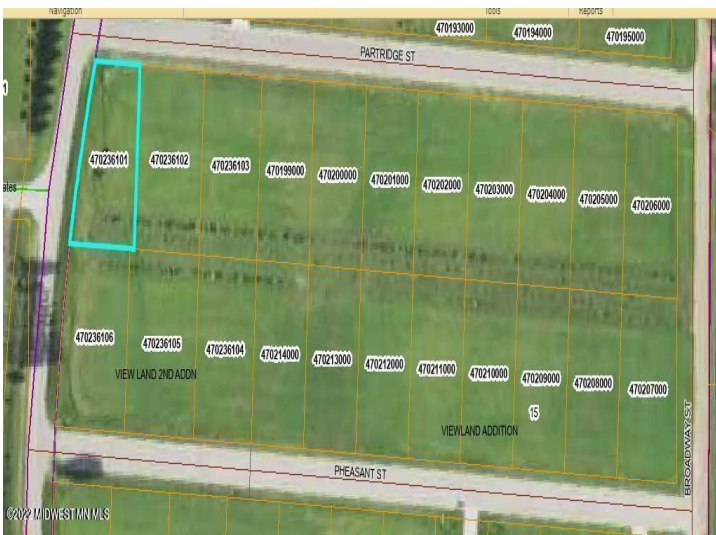 Navigation Tools Reports
470193000 470194000 470195000
PARTRIDGE ST
1
470236101 470236102 470236103 470199000 470200000 470201000 470202000 470203000 470204000 470205000 470206000
ates
470236106 470236105 470236104 470214000 470213000 470212000 470211000 470210000 470209000 470208000 470207000
VIEW LAND 2ND ADDN
15
VIEWLAND ADDITION
BROADWAY ST
PHEASANT ST
©2022 MIDWEST MN MLS